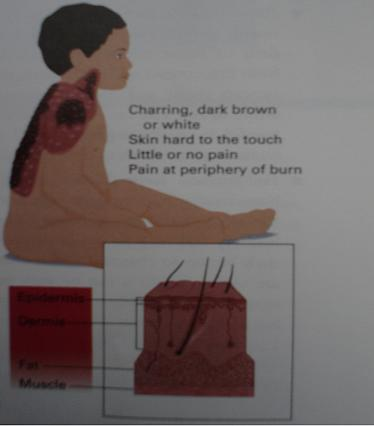 Charring, dark brown
or white
Skin hard to the touch
Little or no pain
Pain at periphery of burn
Epidermis
Dermis
Fat
Muscle